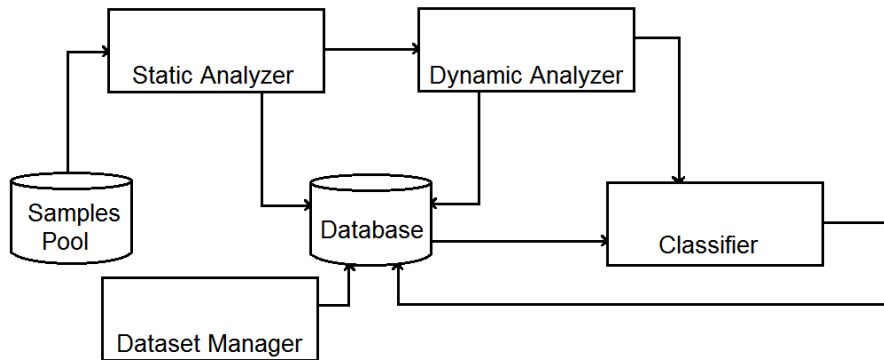 Static Analyzer
Dynamic Analyzer
Samples
Pool
Database
Classifier
Dataset Manager